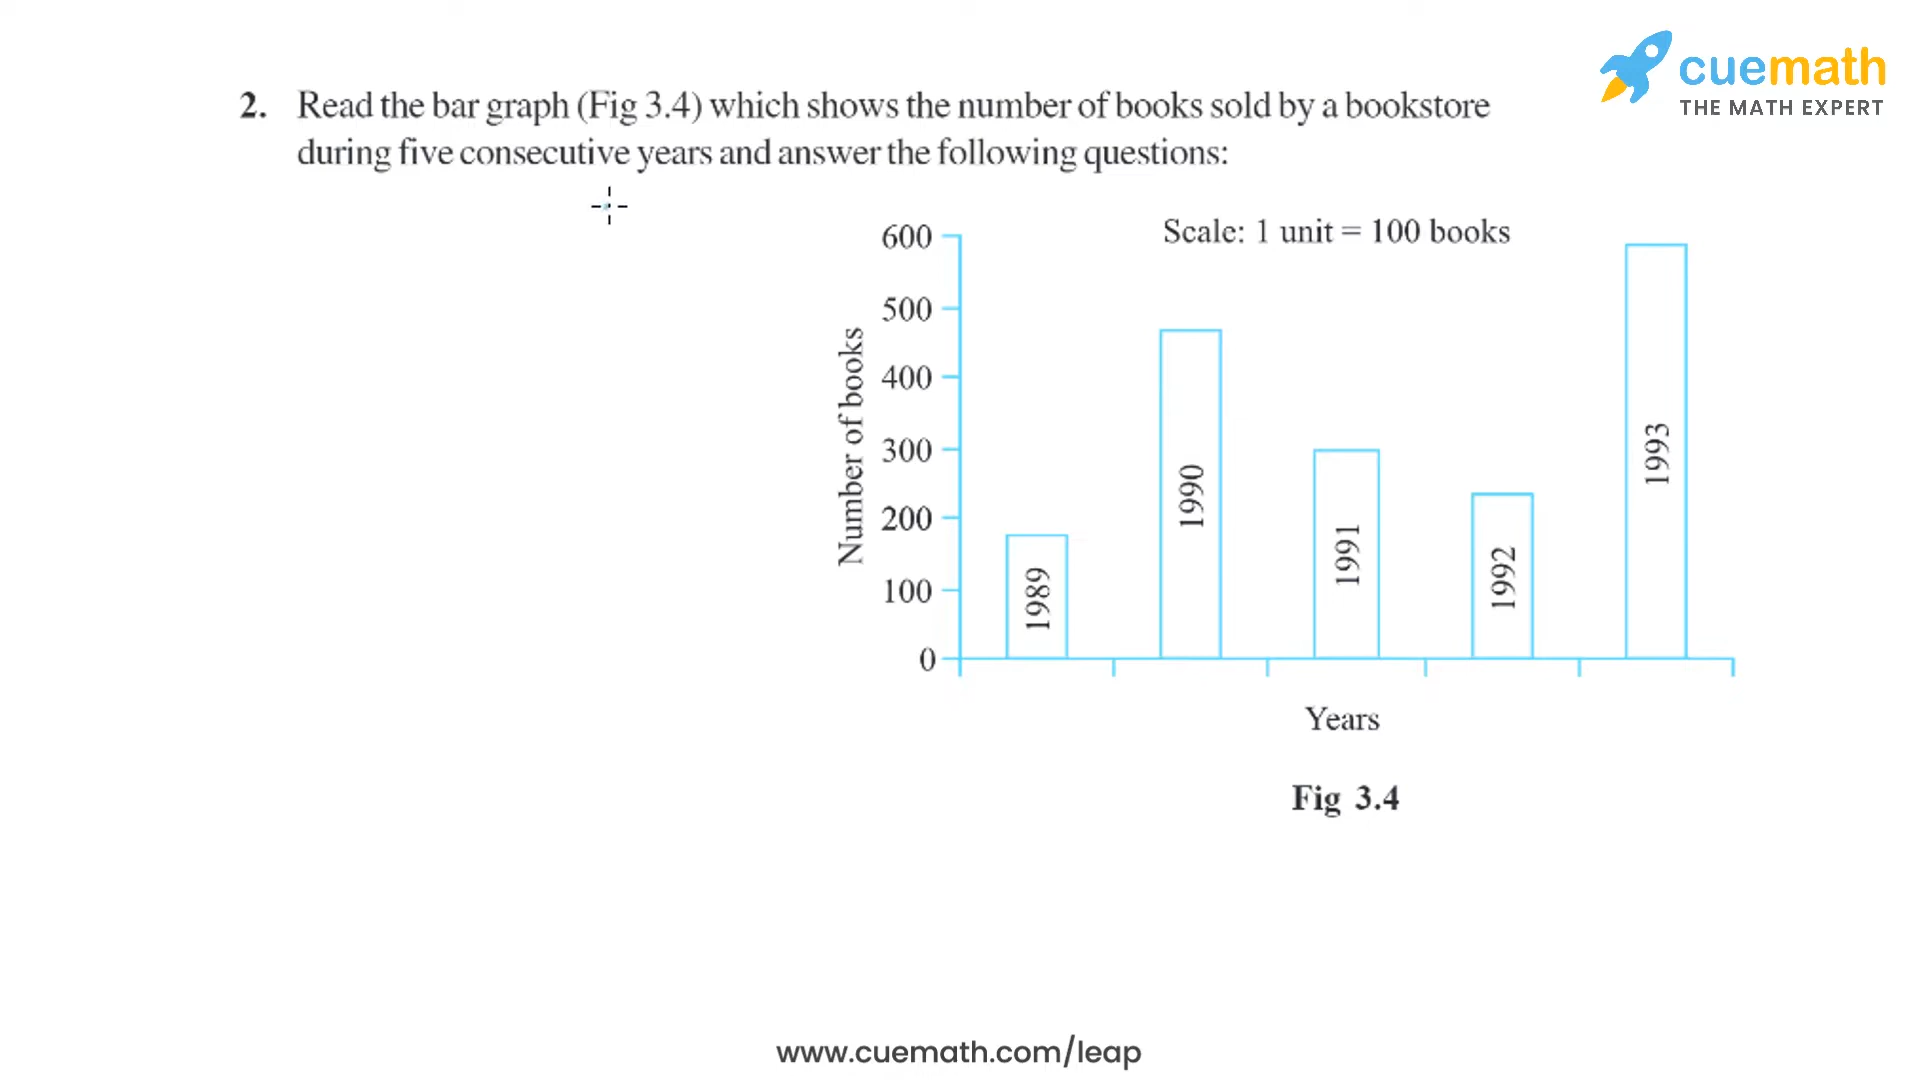 cuemath
THE MATH EXPERT
2. Read the bar graph (Fig 3.4) which shows the number of books sold by a bookstore
during five consecutive years and answer the following questions:
Scale: 1 unit = 100 books
600
500
400
300
200
100
0
Number of books
1989
1990
1991
1992
1993
Years
Fig 3.4
www.cuemath.com/leap